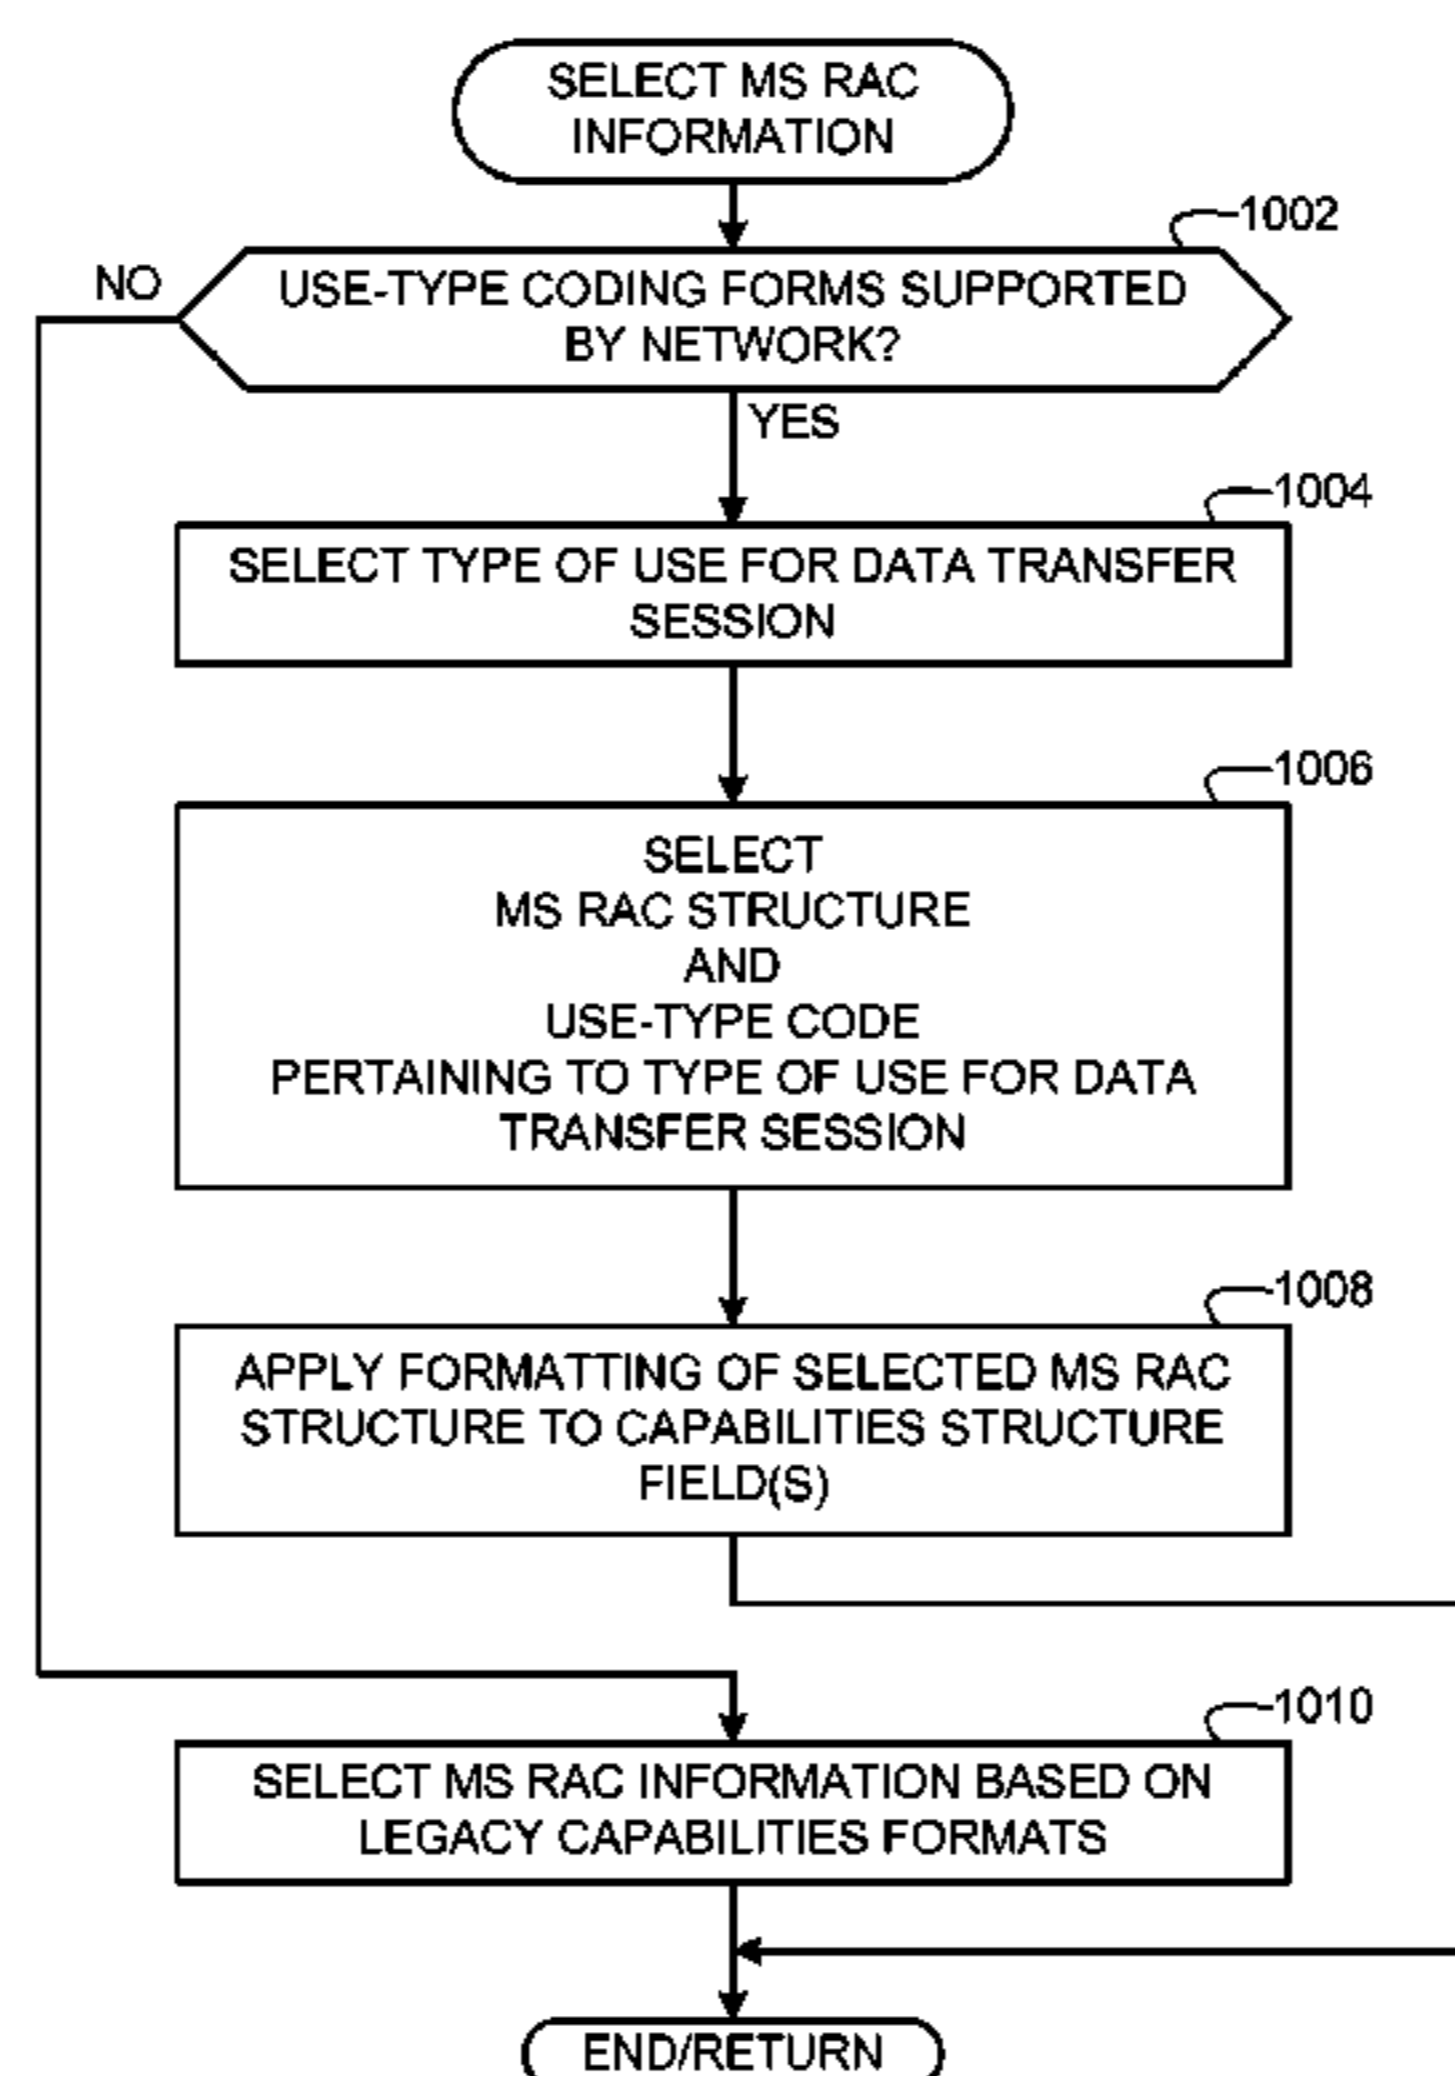 SELECT MS RAC
INFORMATION
1002
NO
USE-TYPE CODING FORMS SUPPORTED
BY NETWORK?
YES
1004
SELECT TYPE OF USE FOR DATA TRANSFER
SESSION
1006
SELECT
MS RAC STRUCTURE
AND
USE-TYPE CODE
PERTAINING TO TYPE OF USE FOR DATA
TRANSFER SESSION
1008
APPLY FORMATTING OF SELECTED MS RAC
STRUCTURE TO CAPABILITIES STRUCTURE
FIELD(S)
1010
SELECT MS RAC INFORMATION BASED ON
LEGACY CAPABILITIES FORMATS
END/RETURN